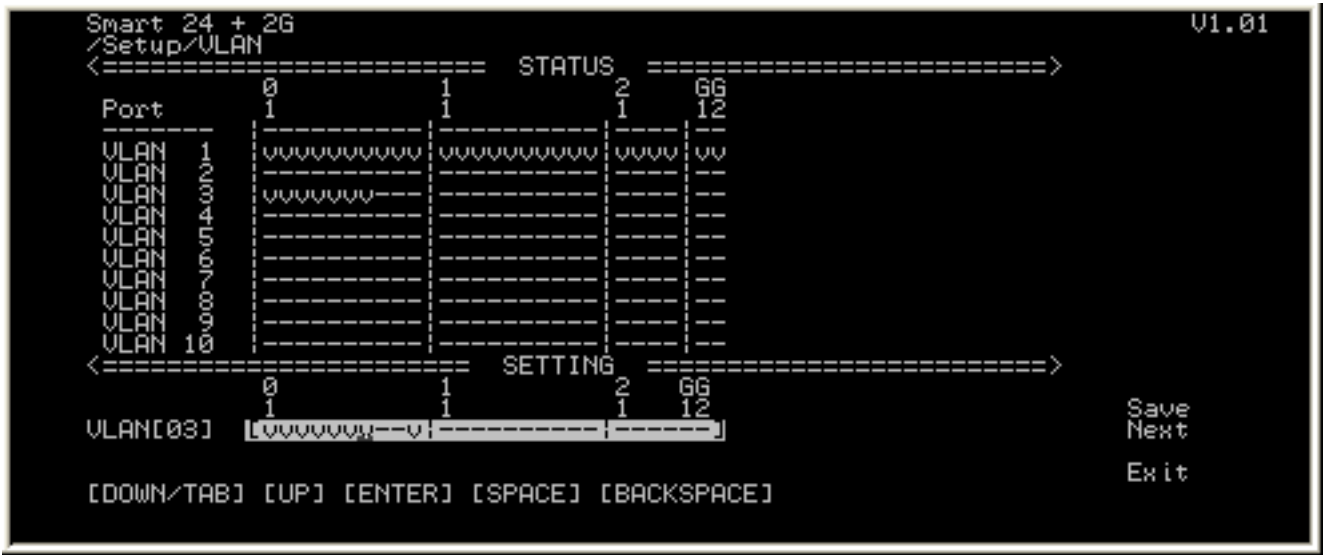 Smart 24 + 2G V1.01
/Setup/VLAN
<======================== STATUS =========================>
0 1 2 GG
Port 1 1 1 12
------- |----------|----------|----|--
VLAN 1 |vvvvvvvvvv|vvvvvvvvvv|vvvv|vv
VLAN 2 |----------|----------|----|--
VLAN 3 |vvvvvvv---|----------|----|--
VLAN 4 |----------|----------|----|--
VLAN 5 |----------|----------|----|--
VLAN 6 |----------|----------|----|--
VLAN 7 |----------|----------|----|--
VLAN 8 |----------|----------|----|--
VLAN 9 |----------|----------|----|--
VLAN 10 |----------|----------|----|--
<======================= SETTING =========================>
0 1 2 GG
1 1 1 12 Save
VLAN[03] [vvvvvvv--v|----------|------] Next
Exit
[DOWN/TAB] [UP] [ENTER] [SPACE] [BACKSPACE]